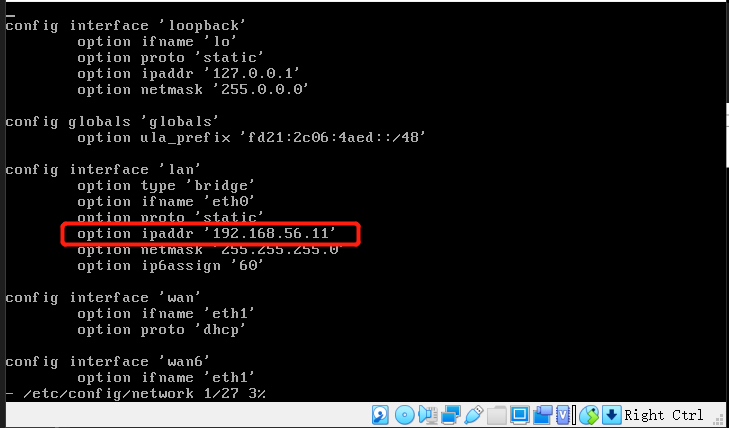 config interface 'loopback'
        option ifname 'lo'
        option proto 'static'
        option ipaddr '127.0.0.1'
        option netmask '255.0.0.0'
config globals 'globals'
        option ula_prefix 'fd21:2c06:4aed::/48'
config interface 'lan'
        option type 'bridge'
        option ifname 'eth0'
        option proto 'static'
        option ipaddr '192.168.56.11'
        option netmask '255.255.255.0'
        option ip6assign '60'
config interface 'wan'
        option ifname 'eth1'
        option proto 'dhcp'
config interface 'wan6'
        option ifname 'eth1'
- /etc/config/network 1/27 3%
Right Ctrl